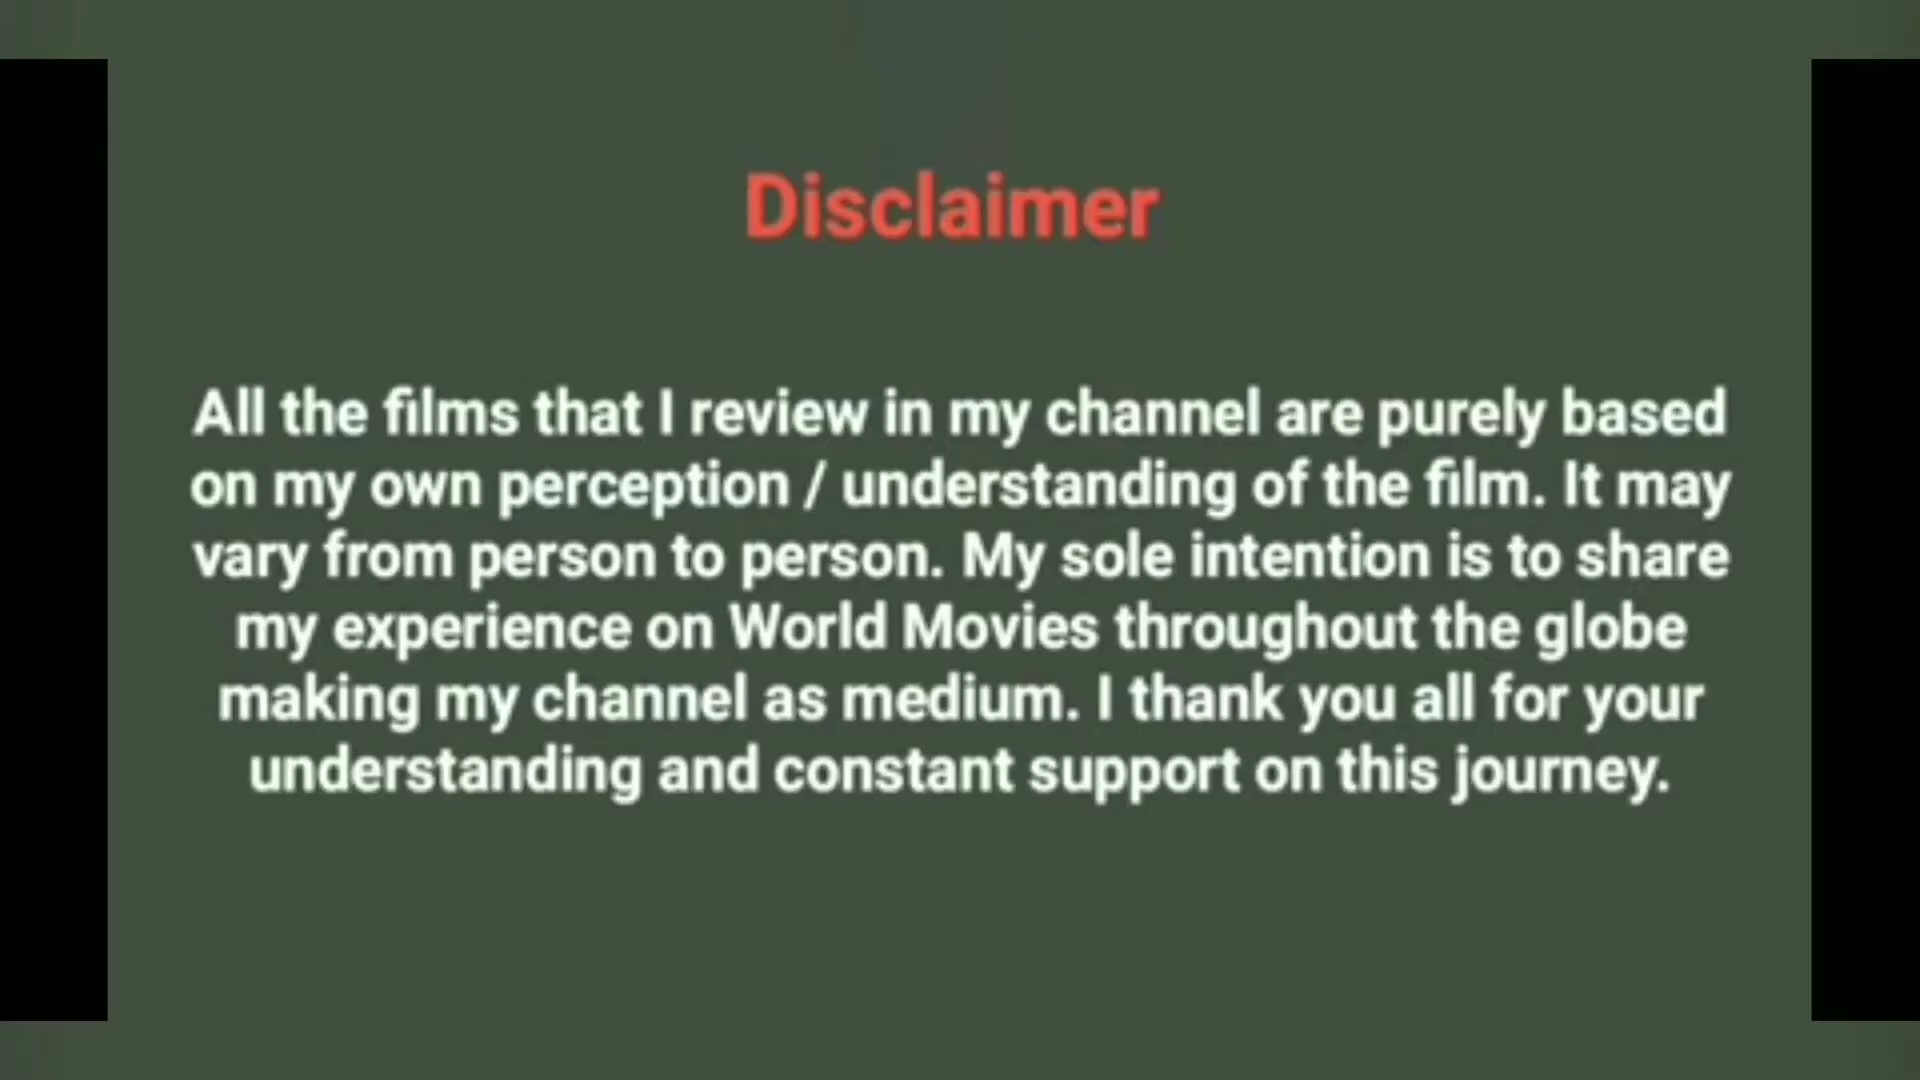 Disclaimer
All the films that I review in my channel are purely based
on my own perception / understanding of the film. It may
vary from person to person. My sole intention is to share
my experience on World Movies throughout the globe
making my channel as medium. I thank you all for your
understanding and constant support on this journey.